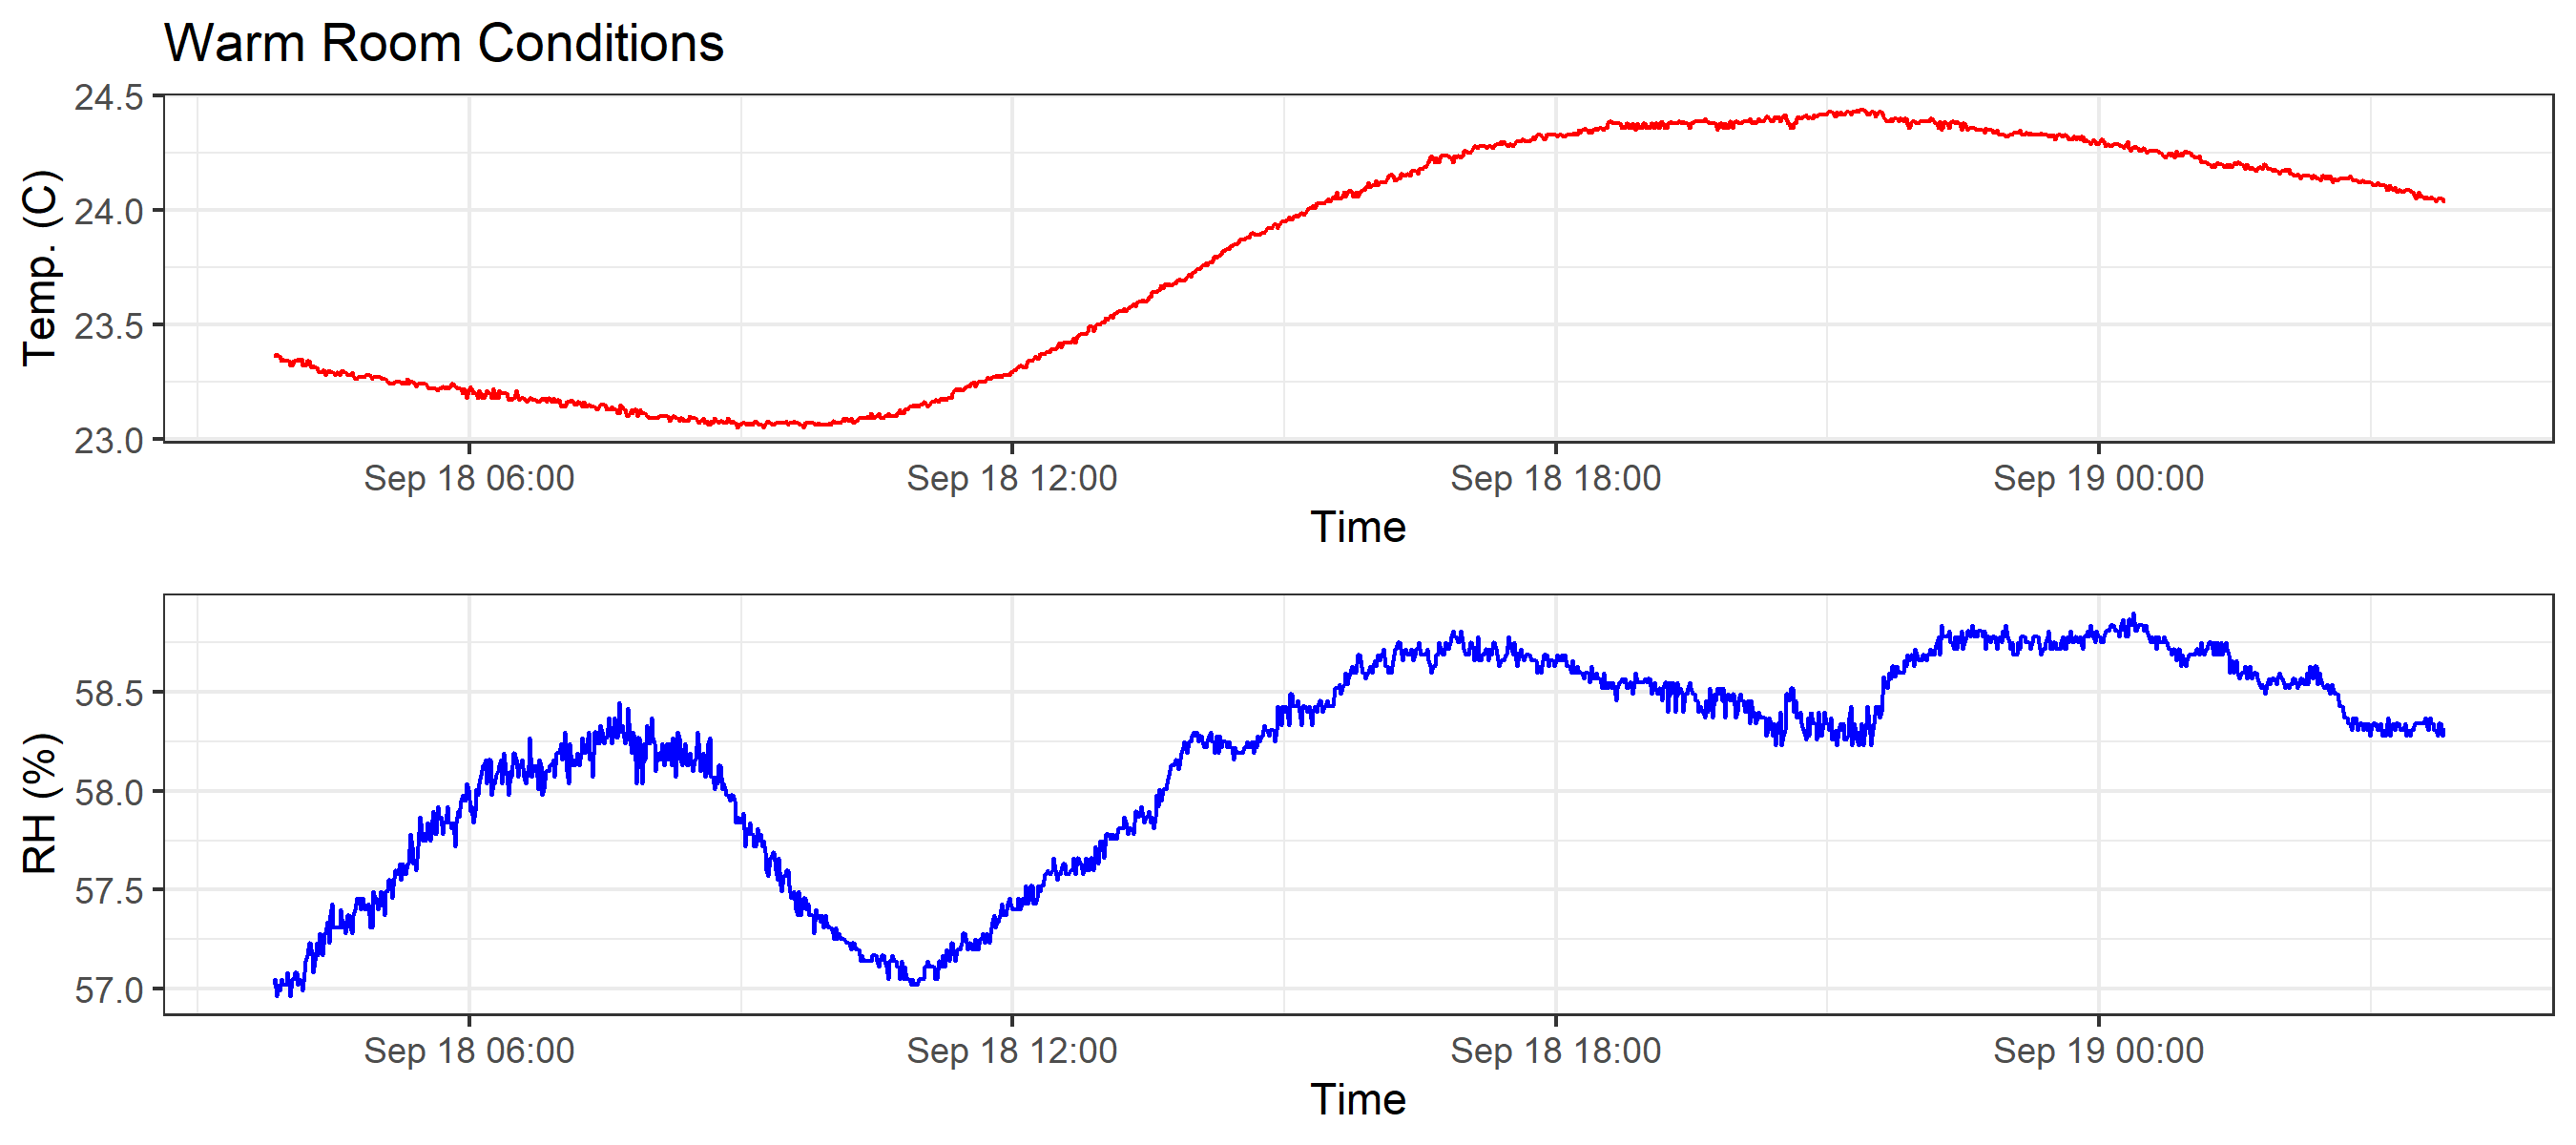 Warm Room Conditions
24.5
24.0
23.5
23.0
Temp. (C)
Sep 18 06:00 Sep 18 12:00 Sep 18 18:00 Sep 19 00:00
Time
58.5
58.0
57.5
57.0
RH (%)
Sep 18 06:00 Sep 18 12:00 Sep 18 18:00 Sep 19 00:00
Time